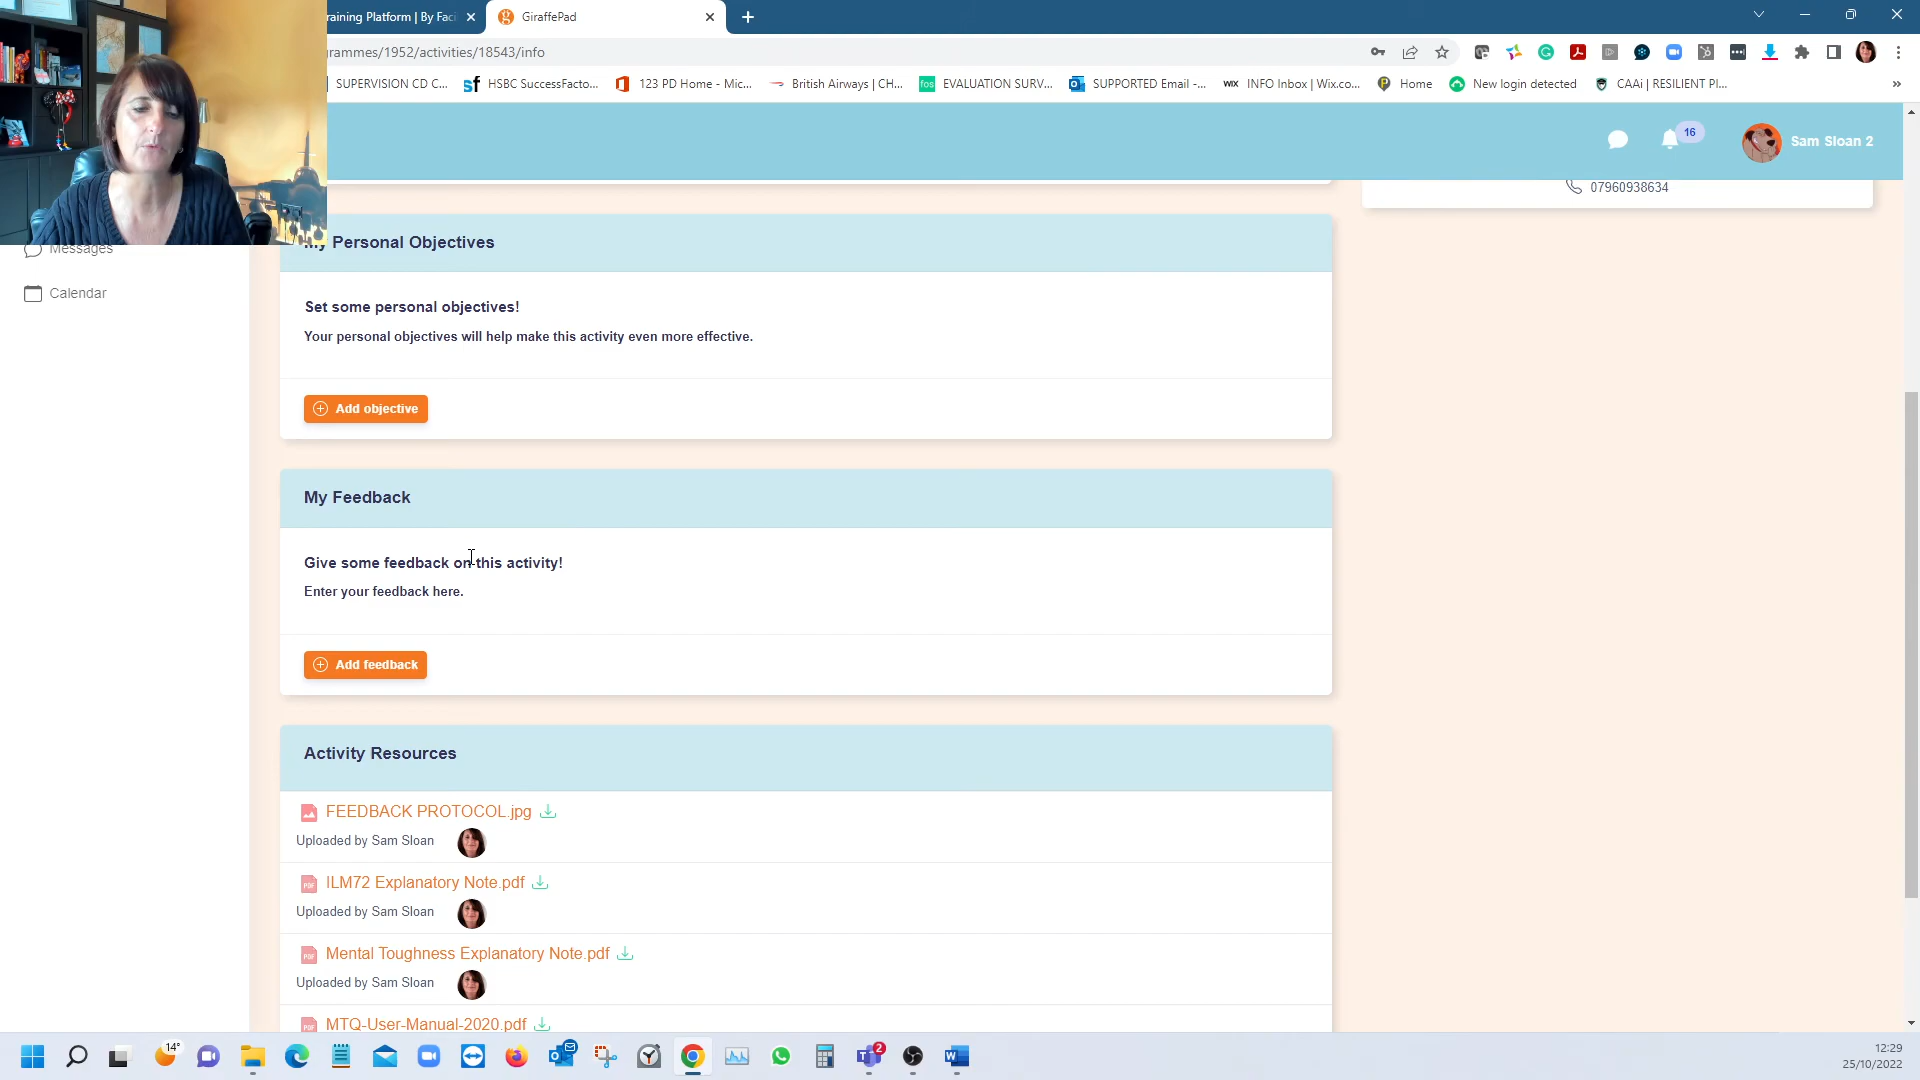 raining Platform | By Faci
GiraffePad
rammes/1952/activities/18543/info
SUPERVISION CD C...
HSBC SuccessFacto...
123 PD Home - Mic...
British Airways | CH...
EVALUATION SURV...
SUPPORTED Email -...
INFO Inbox | Wix.co...
Home
New login detected
CAAi | RESILIENT Pl...
16
Sam Sloan 2
07960938634
Messages
Calendar
My Personal Objectives
Set some personal objectives!
Your personal objectives will help make this activity even more effective.
Add objective
My Feedback
Give some feedback on this activity!
Enter your feedback here.
Add feedback
Activity Resources
FEEDBACK PROTOCOL.jpg
Uploaded by Sam Sloan
ILM72 Explanatory Note.pdf
Uploaded by Sam Sloan
Mental Toughness Explanatory Note.pdf
Uploaded by Sam Sloan
MTQ-User-Manual-2020.pdf
14°
2
12:29
25/10/2022